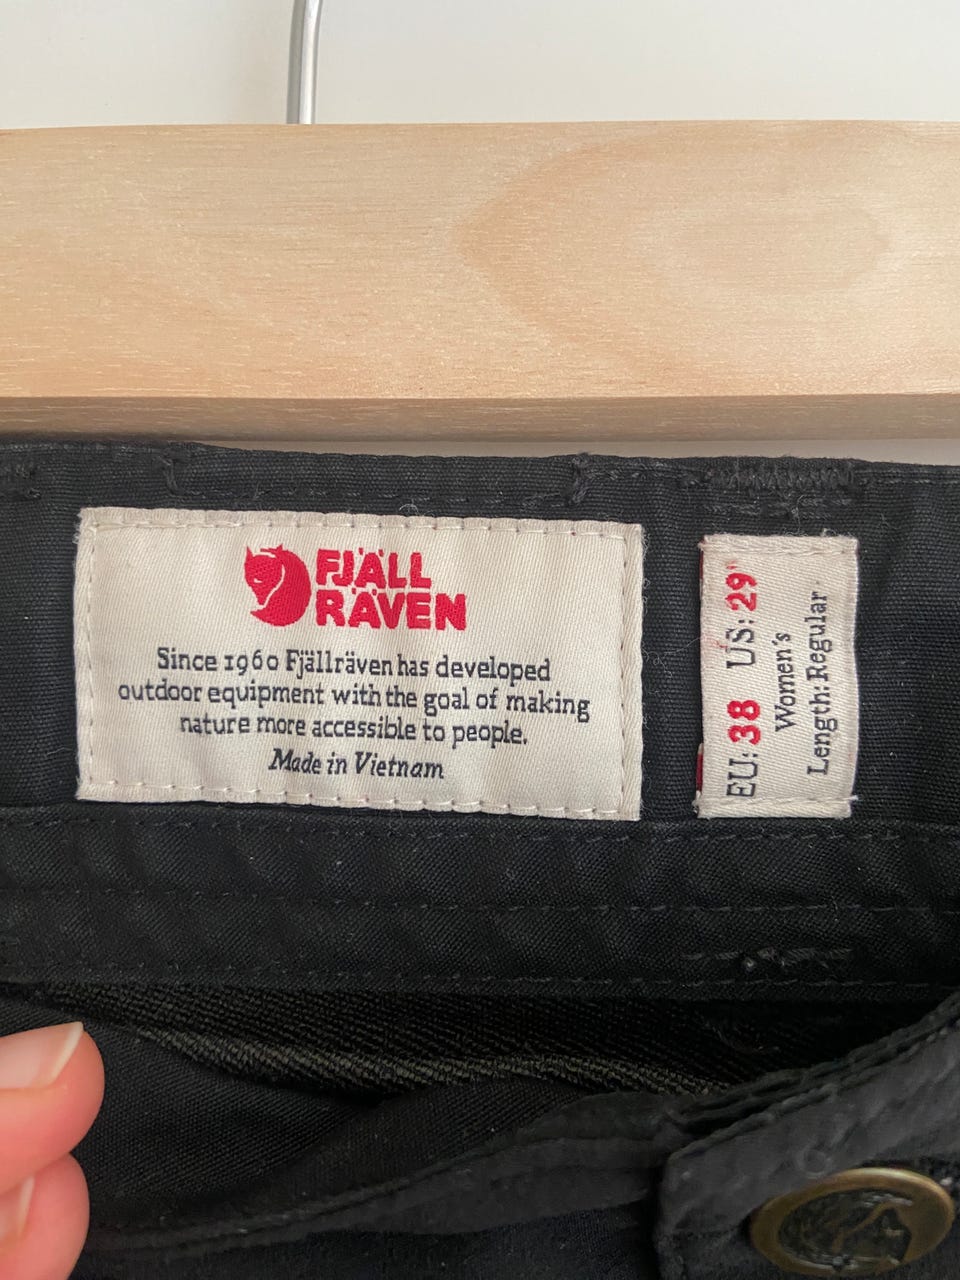 FJÄLL
RÄVEN
Since 1960 Fjällräven has developed
outdoor equipment with the goal of making
nature more accessible to people.
Made in Vietnam
EU: 38 US: 29"
Women's
Length: Regular